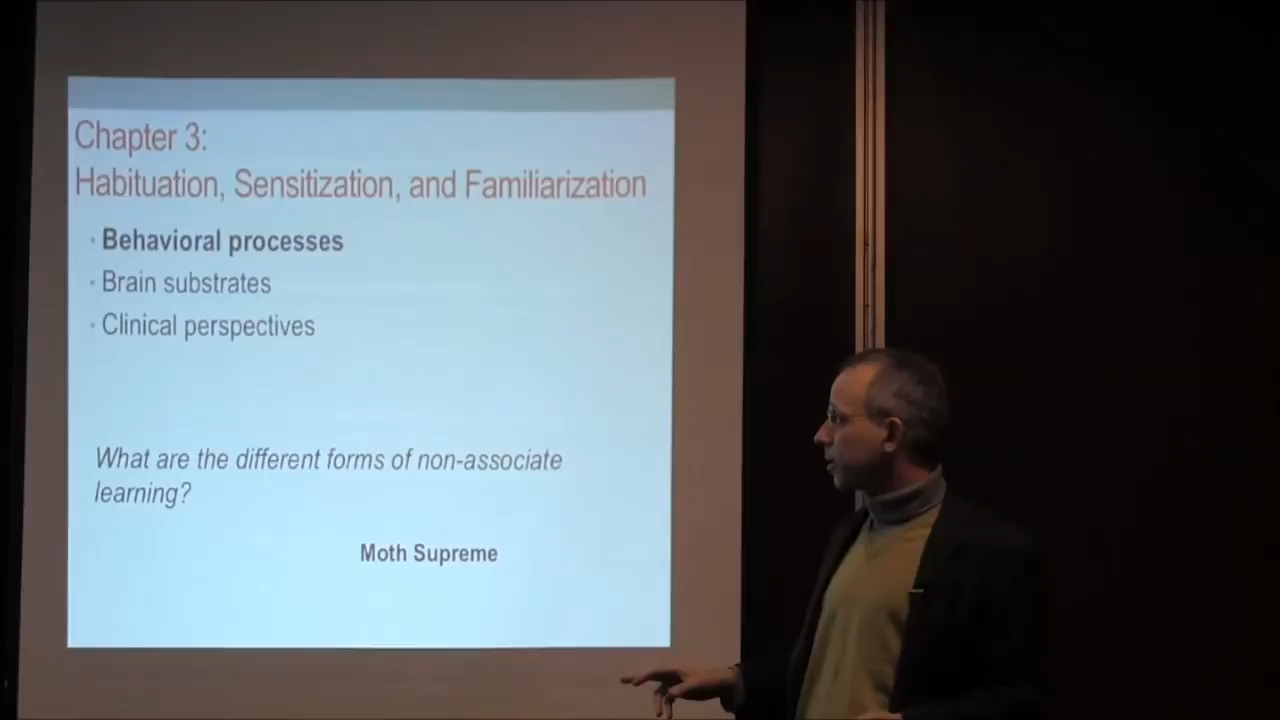 Chapter 3:
Habituation, Sensitization, and Familiarization
· Behavioral processes
· Brain substrates
· Clinical perspectives
What are the different forms of non-associate
learning?
Moth Supreme